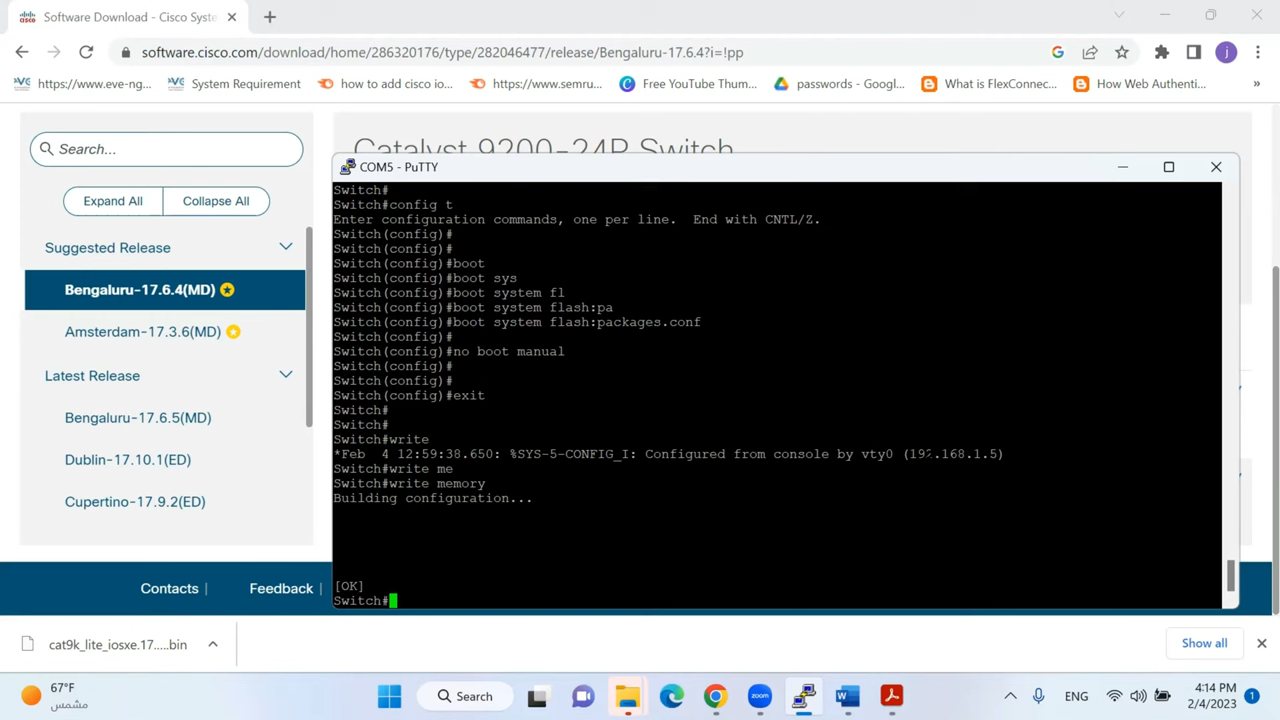 Software Download - Cisco Syste
software.cisco.com/download/home/286320176/type/282046477/release/Bengaluru-17.6.4?i=!pp
https://www.eve-ng... System Requirement how to add cisco io... https://www.semru... Free YouTube Thum... passwords - Googl... What is FlexConnec... How Web Authenti... »
Search...
Expand All Collapse All
Suggested Release
Bengaluru-17.6.4(MD)
Amsterdam-17.3.6(MD)
Latest Release
Bengaluru-17.6.5(MD)
Dublin-17.10.1(ED)
Cupertino-17.9.2(ED)
Catalyst 9200-24P Switch
COM5 - PuTTY
Switch#
Switch#config t
Enter configuration commands, one per line. End with CNTL/Z.
Switch(config)#
Switch(config)#
Switch(config)#boot
Switch(config)#boot sys
Switch(config)#boot system fl
Switch(config)#boot system flash:pa
Switch(config)#boot system flash:packages.conf
Switch(config)#
Switch(config)#no boot manual
Switch(config)#
Switch(config)#
Switch(config)#exit
Switch#
Switch#
Switch#write
*Feb 4 12:59:38.650: %SYS-5-CONFIG_I: Configured from console by vty0 (192.168.1.5)
Switch#write me
Switch#write memory
Building configuration...
[OK]
Switch#
Contacts | Feedback |
cat9k_lite_iosxe.17.....bin
Show all
67°F
مشمس
Search
zoom
ENG
4:14 PM
2/4/2023
1